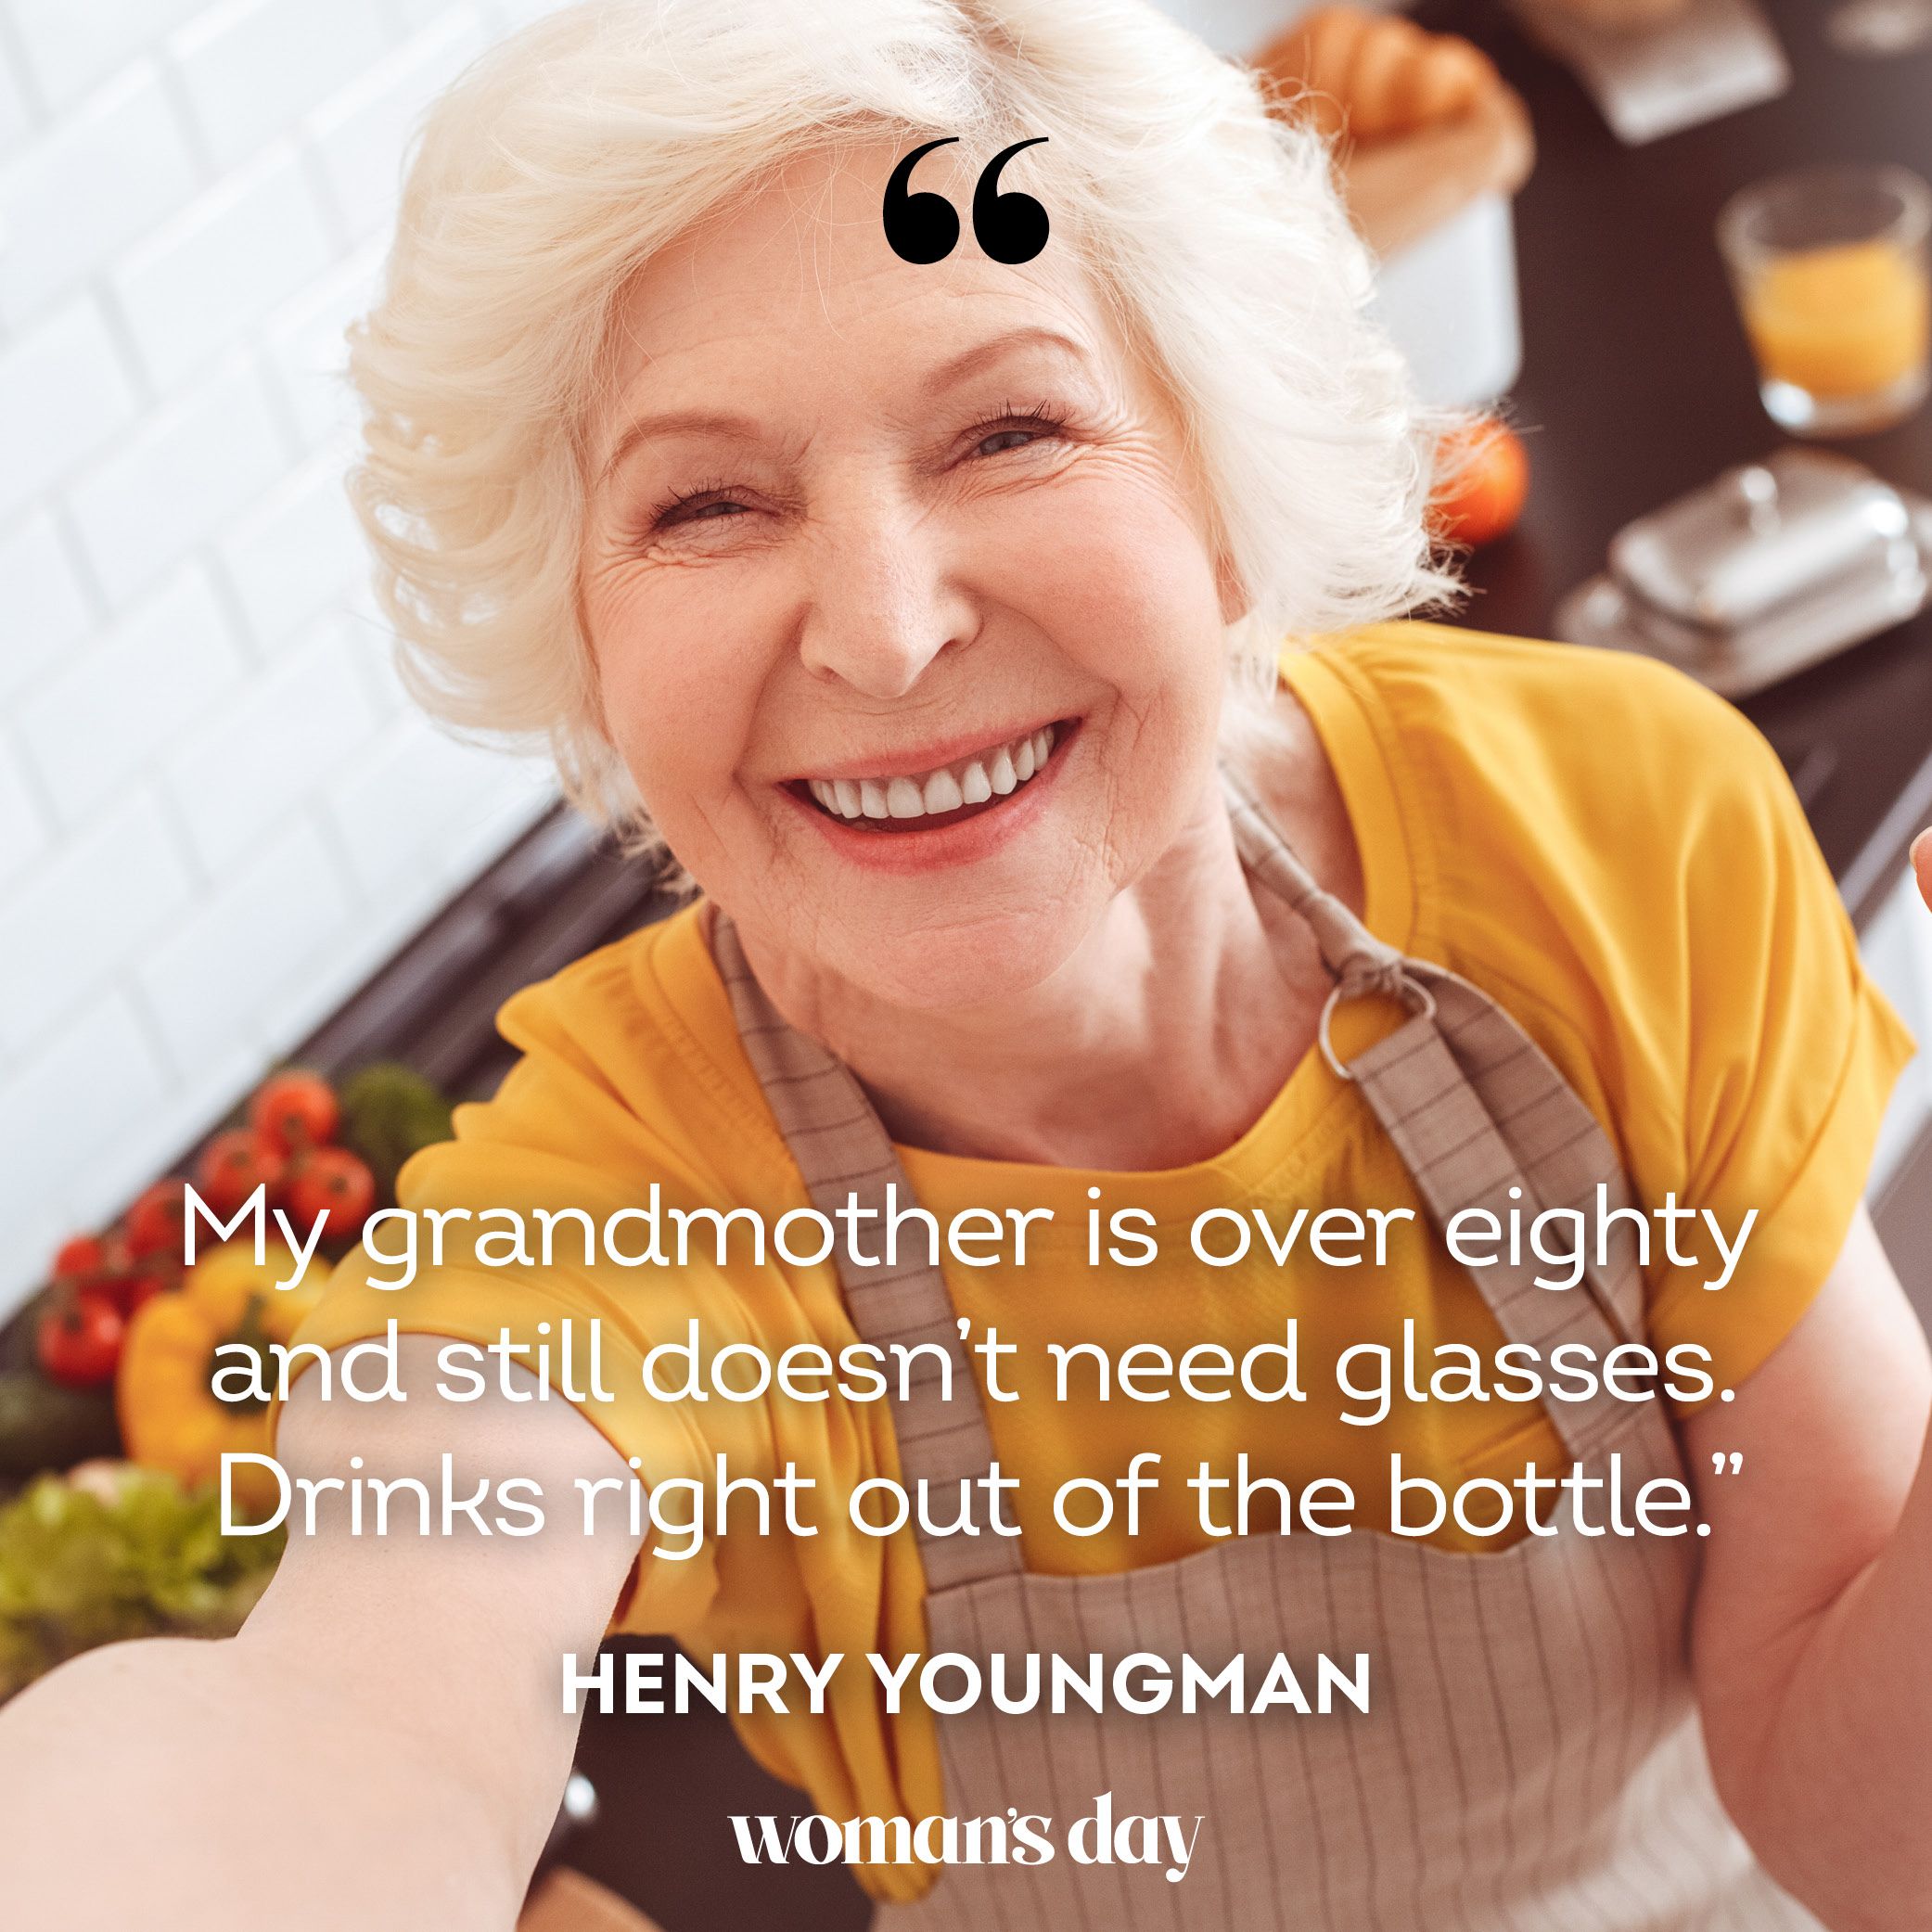 “
My grandmother is over eighty
and still doesn’t need glasses.
Drinks right out of the bottle.”
HENRY YOUNGMAN
woman’s day